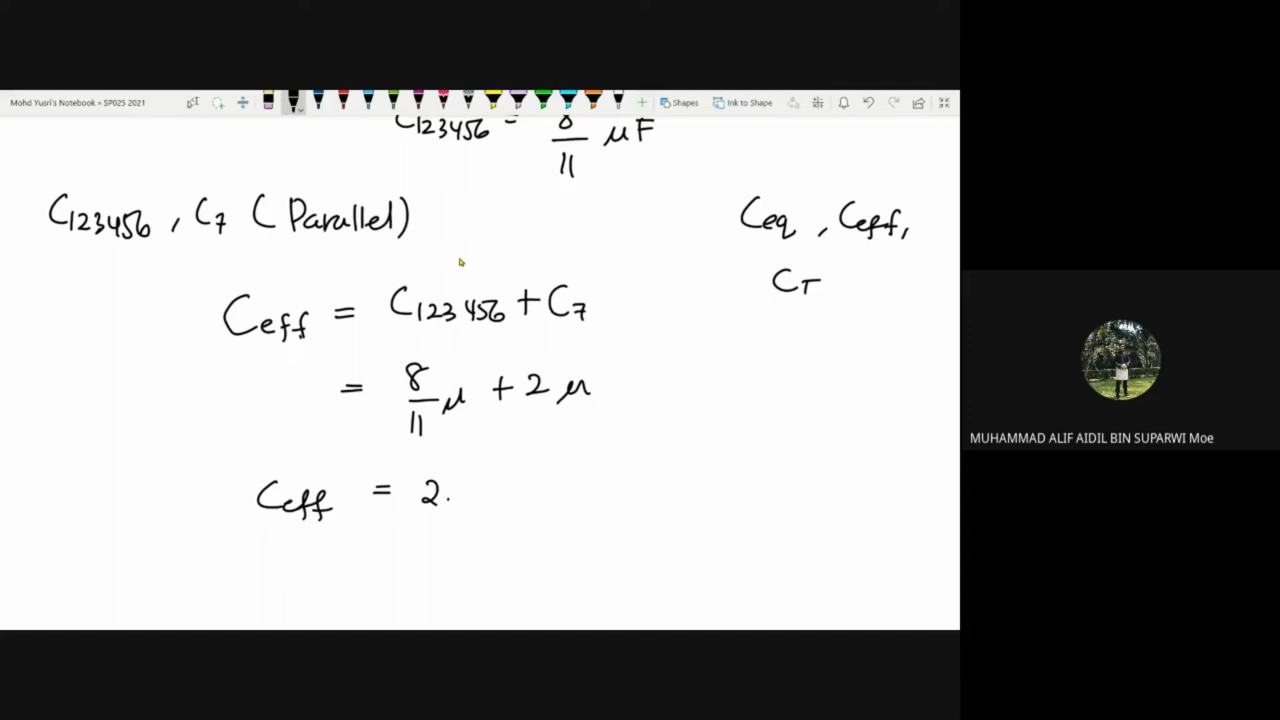 Mohd Yusri's Notebook » SP025 2021
Shapes
Ink to Shape
C₁₂₃₄₅₆ = 8/11 μF
C₁₂₃₄₅₆ , C₇ ( Parallel )
Ceq , Ceff,
CT
Ceff = C₁₂₃₄₅₆ + C₇
= 8/11 μ + 2 μ
Ceff = 2.
MUHAMMAD ALIF AIDIL BIN SUPARWI Moe